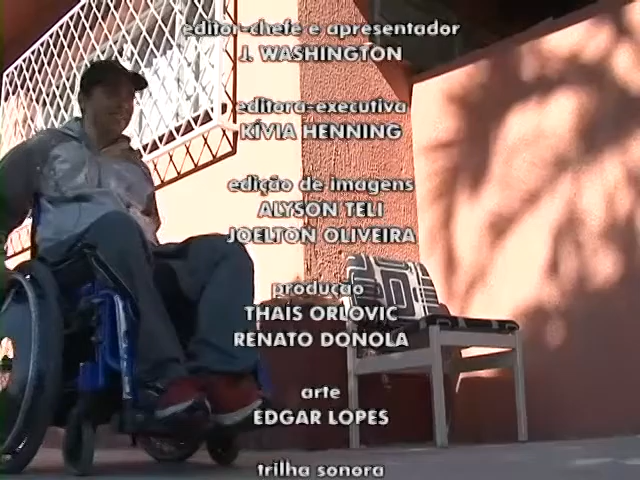 editor-chefe e apresentador
J. WASHINGTON
editora-executiva
KÍVIA HENNING
edição de imagens
ALYSON TELI
JOELTON OLIVEIRA
produção
THAIS ORLOVIC
RENATO DONOLA
arte
EDGAR LOPES
trilha sonora